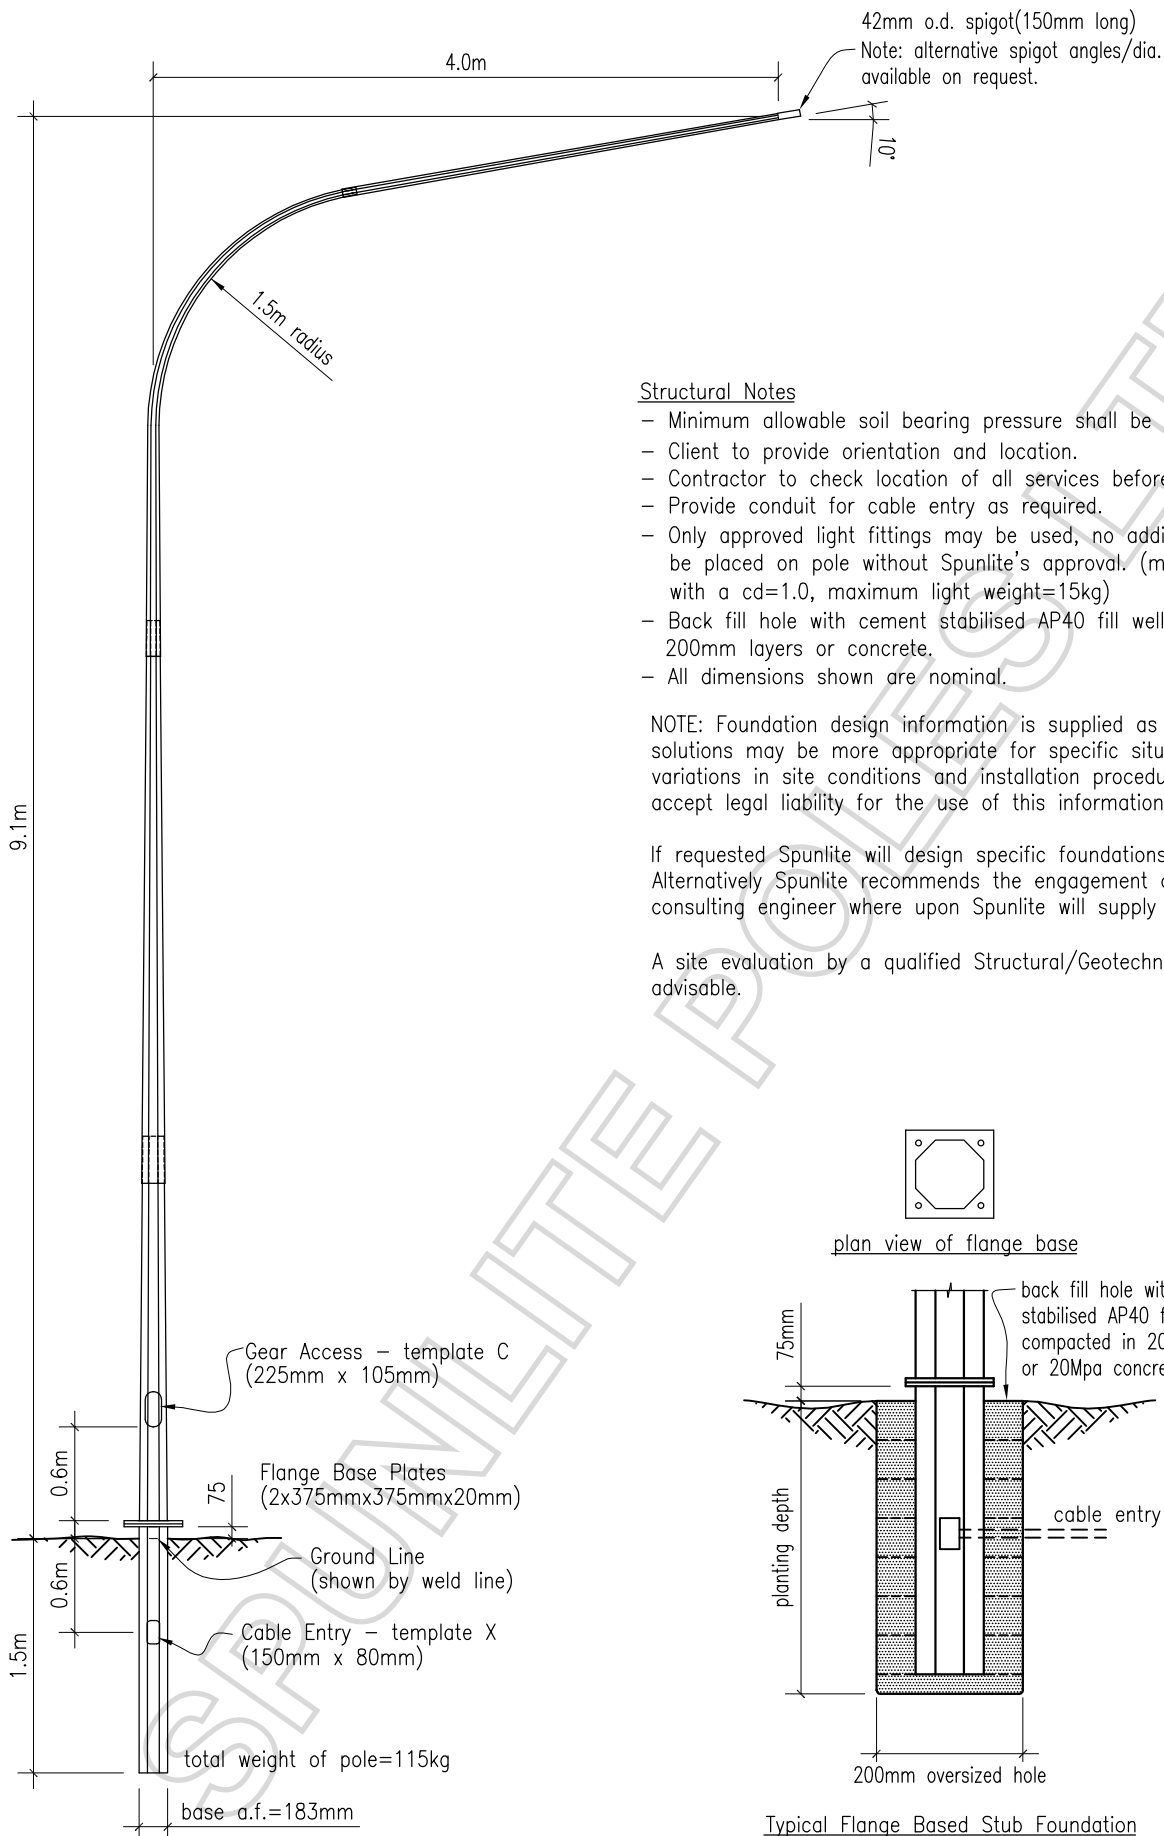 42mm o.d. spigot(150mm long)
Note: alternative spigot angles/dia.
available on request.
4.0m
10°
1.5m radius
9.1m
Structural Notes
– Minimum allowable soil bearing pressure shall be
– Client to provide orientation and location.
– Contractor to check location of all services before
– Provide conduit for cable entry as required.
– Only approved light fittings may be used, no addi
be placed on pole without Spunlite's approval. (m
with a cd=1.0, maximum light weight=15kg)
– Back fill hole with cement stabilised AP40 fill well
200mm layers or concrete.
– All dimensions shown are nominal.
NOTE: Foundation design information is supplied as
solutions may be more appropriate for specific situ
variations in site conditions and installation procedu
accept legal liability for the use of this information
If requested Spunlite will design specific foundations
Alternatively Spunlite recommends the engagement
consulting engineer where upon Spunlite will supply
A site evaluation by a qualified Structural/Geotechn
advisable.
plan view of flange base
back fill hole wit
stabilised AP40 f
compacted in 20
or 20Mpa concre
75mm
planting depth
cable entry
200mm oversized hole
Typical Flange Based Stub Foundation
Gear Access – template C
(225mm x 105mm)
0.6m
75
Flange Base Plates
(2x375mmx375mmx20mm)
Ground Line
(shown by weld line)
0.6m
Cable Entry – template X
(150mm x 80mm)
1.5m
total weight of pole=115kg
base a.f.=183mm
SPUNLITE POLES LT